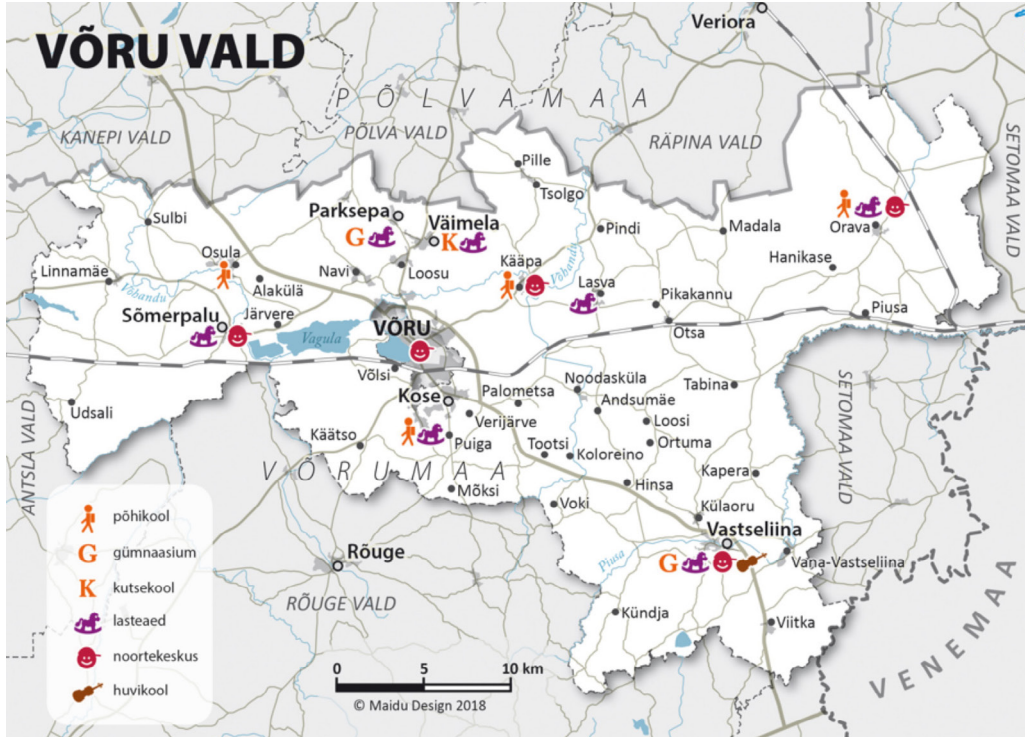 VÕRU VALD
Veriora
PÕLVAMAA
KANEPI VALD
PÕLVA VALD
RÄPINA VALD
SETOMAA VALD
Pille
Tsolgo
Parksepa
Väimela
G
K
Sulbi
Pindi
Madala
Orava
Osula
Navi
Loosu
Kääpa
Võhandu
Hanikase
Linnamäe
Võhandu
Alakülä
Lasva
Pikakannu
Piusa
Sõmerpalu
Järvere
VÕRU
Otsa
Vagula
Võlsi
Noodasküla
Tabina
SETOMAA VALD
Udsali
Kose
Palometsa
Andsumäe
ANTSLA VALD
Verijärve
Loosi
Käätso
Puiga
Tootsi
Koloreino
Ortuma
VÕRUMAA
Kapera
Mõksi
Hinsa
Voki
Külaoru
Vastseliina
Piusa
G
Vana-Vastseliina
Rõuge
RÕUGE VALD
Kündja
Viitka
VENEMAA
põhikool
G gümnaasium
K kutsekool
lasteaed
noortekeskus
huvikool
0 5 10 km
© Maidu Design 2018